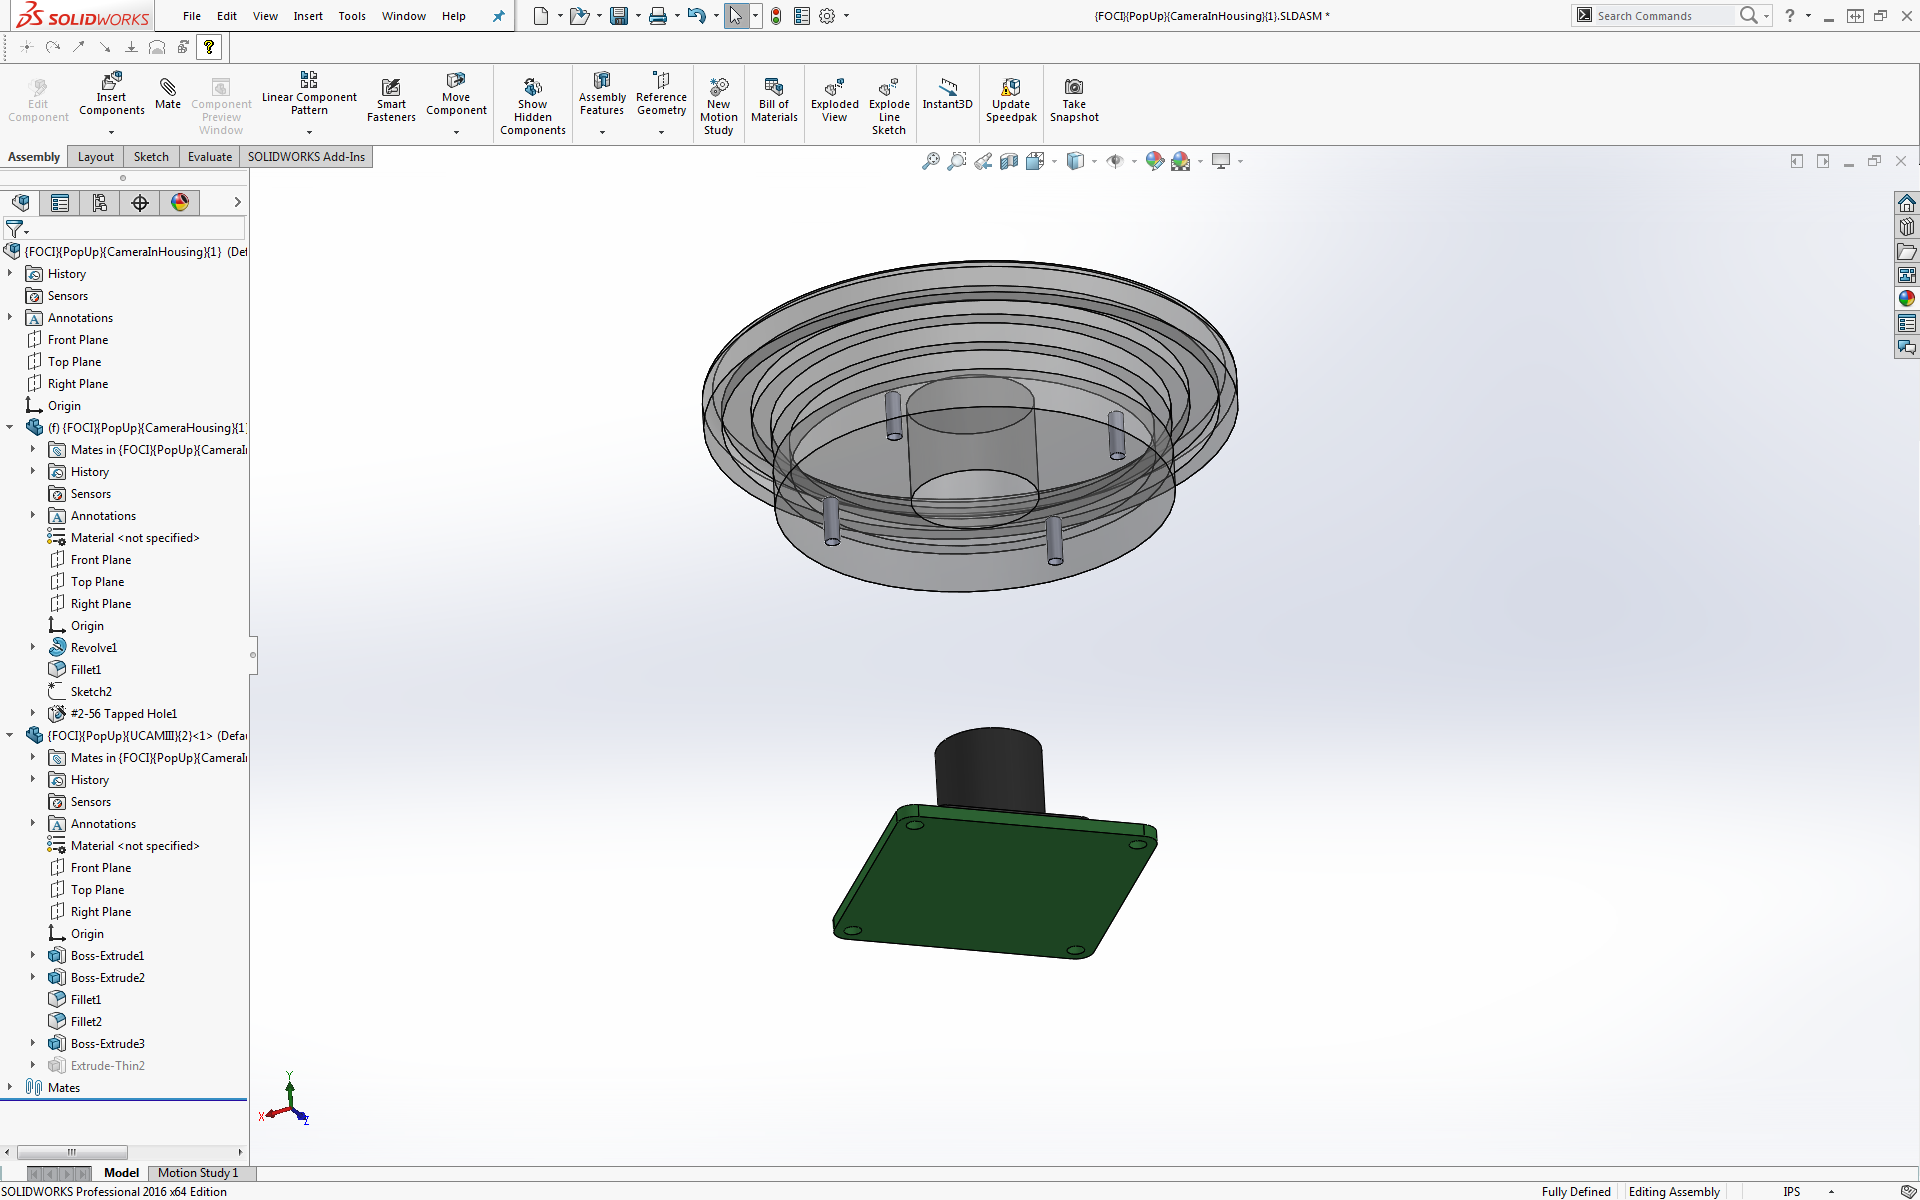 SOLIDWORKS File Edit View Insert Tools Window Help {FOCI}{PopUp}{CameraInHousing}{1}.SLDASM * Search Commands ?
?
Edit Component
Insert Components
Mate
Component Preview Window
Linear Component Pattern
Smart Fasteners
Move Component
Show Hidden Components
Assembly Features
Reference Geometry
New Motion Study
Bill of Materials
Exploded View
Explode Line Sketch
Instant3D
Update Speedpak
Take Snapshot
Assembly Layout Sketch Evaluate SOLIDWORKS Add-Ins
{FOCI}{PopUp}{CameraInHousing}{1} (Def
History
Sensors
Annotations
Front Plane
Top Plane
Right Plane
Origin
(f) {FOCI}{PopUp}{CameraHousing}{1}
Mates in {FOCI}{PopUp}{CameraIn
History
Sensors
Annotations
Material <not specified>
Front Plane
Top Plane
Right Plane
Origin
Revolve1
Fillet1
Sketch2
#2-56 Tapped Hole1
{FOCI}{PopUp}{UCAMIII}{2}<1> (Defau
Mates in {FOCI}{PopUp}{CameraIn
History
Sensors
Annotations
Material <not specified>
Front Plane
Top Plane
Right Plane
Origin
Boss-Extrude1
Boss-Extrude2
Fillet1
Fillet2
Boss-Extrude3
Extrude-Thin2
Mates
Y
X
Z
Model Motion Study 1
SOLIDWORKS Professional 2016 x64 Edition Fully Defined Editing Assembly IPS